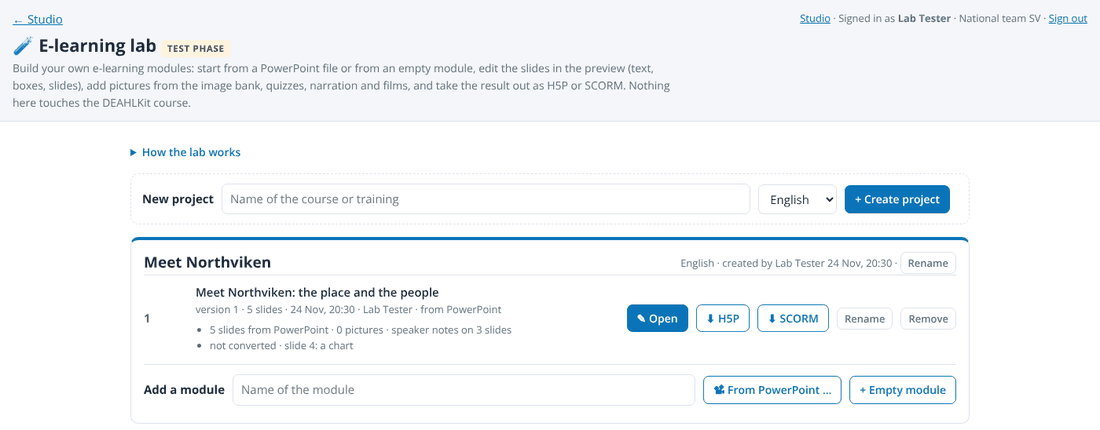 ← Studio
Studio · Signed in as Lab Tester · National team SV · Sign out
🧪 E-learning lab TEST PHASE
Build your own e-learning modules: start from a PowerPoint file or from an empty module, edit the slides in the preview (text,
boxes, slides), add pictures from the image bank, quizzes, narration and films, and take the result out as H5P or SCORM. Nothing
here touches the DEAHLKit course.
▶ How the lab works
New project Name of the course or training English + Create project
Meet Northviken English · created by Lab Tester 24 Nov, 20:30 · Rename
Meet Northviken: the place and the people
version 1 · 5 slides · 24 Nov, 20:30 · Lab Tester · from PowerPoint
1 ✎ Open ⬇ H5P ⬇ SCORM Rename Remove
• 5 slides from PowerPoint · 0 pictures · speaker notes on 3 slides
• not converted · slide 4: a chart
Add a module Name of the module 📽 From PowerPoint ... + Empty module